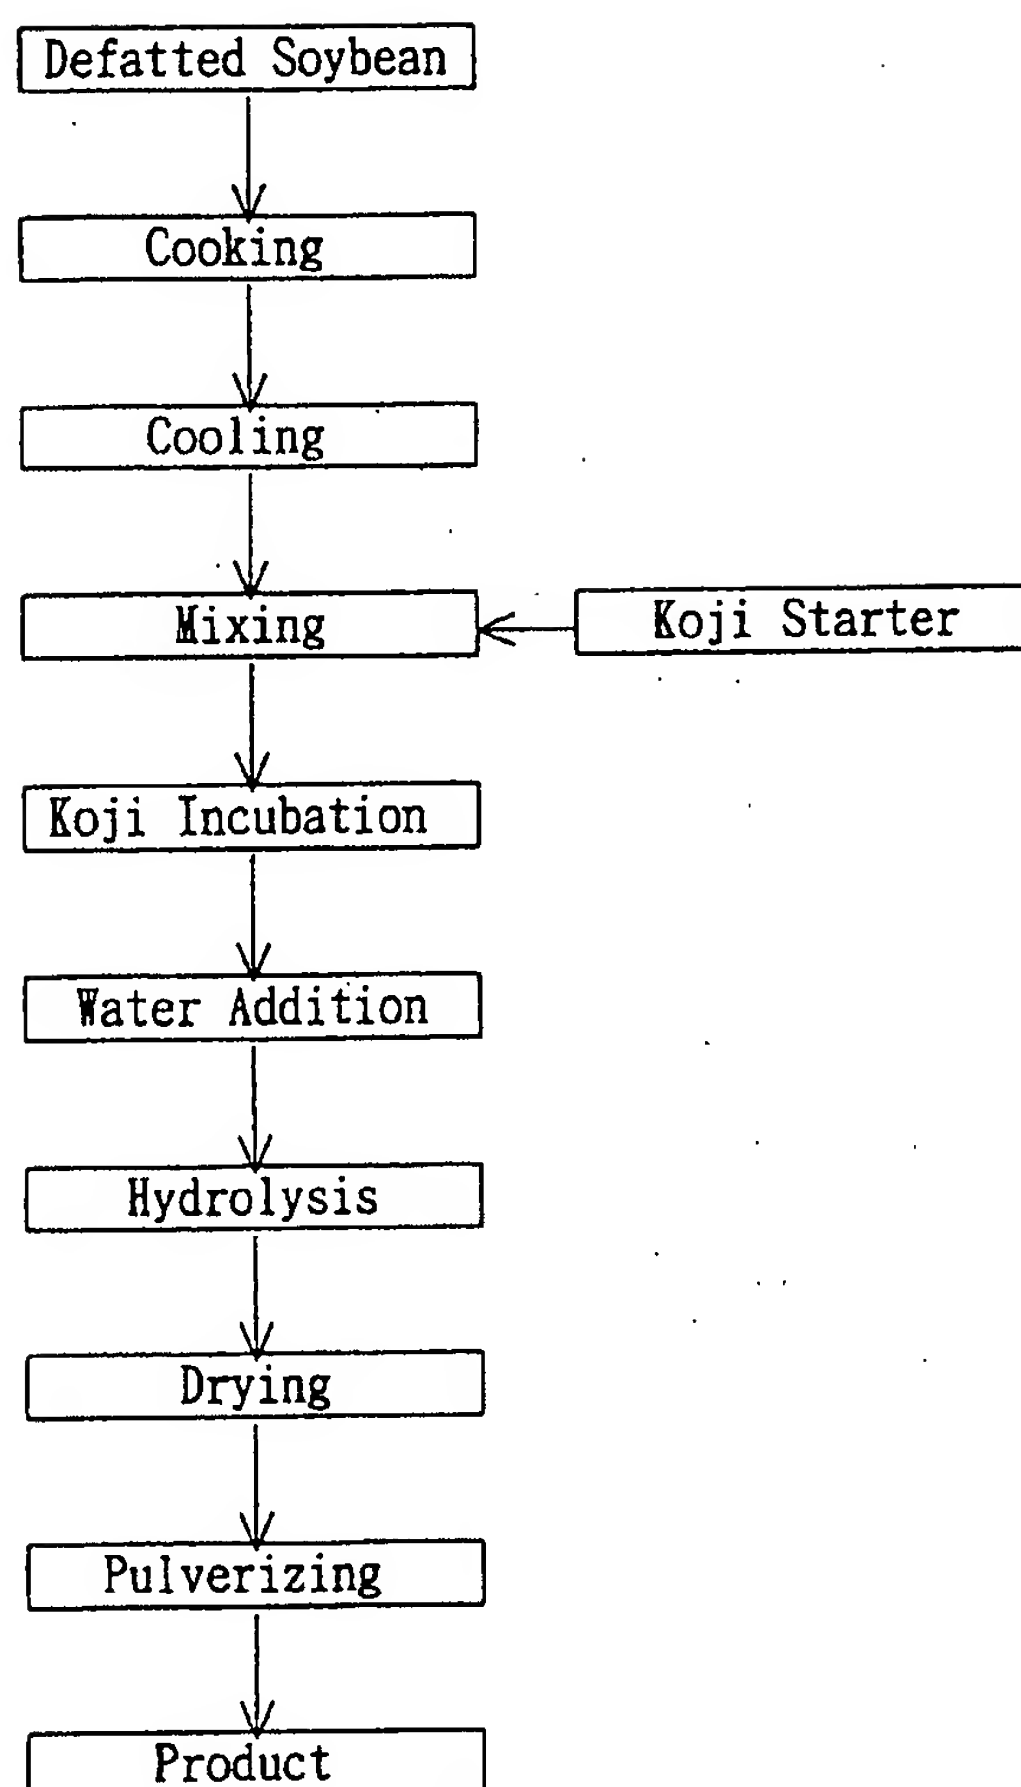 Defatted Soybean
Cooking
Cooling
Mixing
Koji Starter
Koji Incubation
Water Addition
Hydrolysis
Drying
Pulverizing
Product